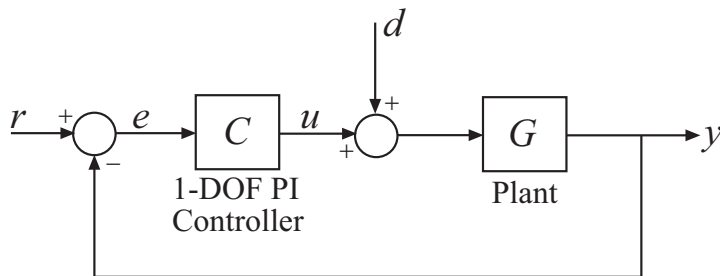 d
r
+
−
e
C
u
+
+
G
y
1-DOF PI
Controller
Plant